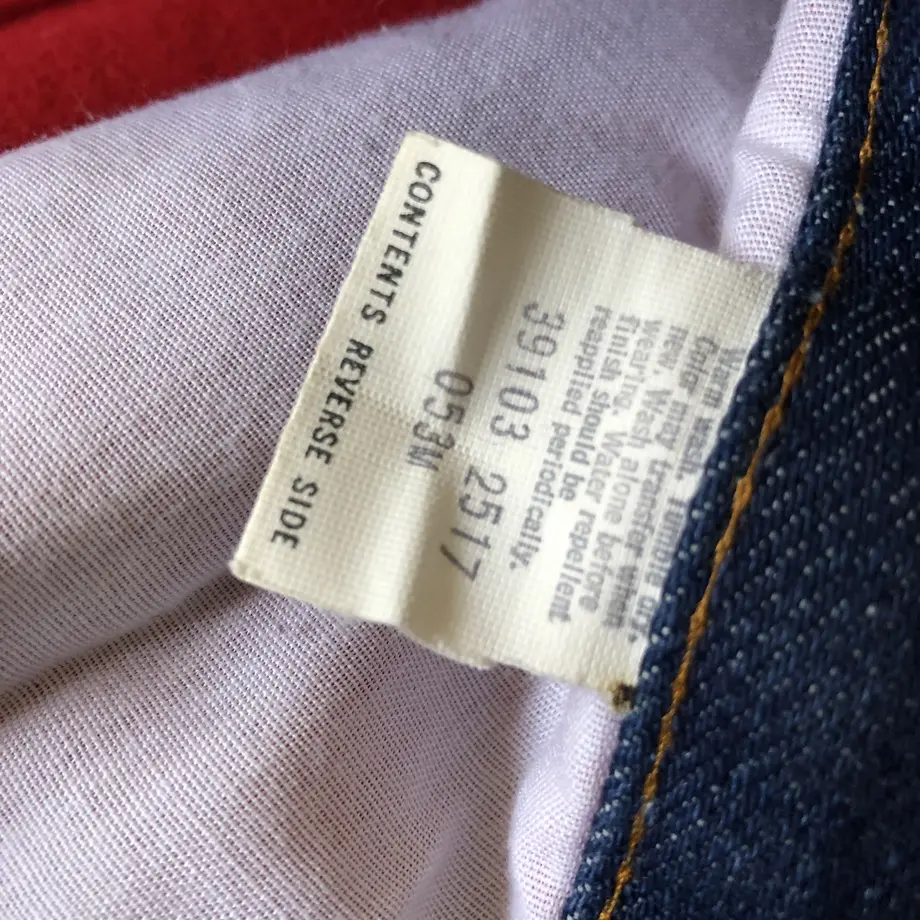 Warm wash. Tumble dry.
Color may transfer when
new. Wash alone before
wearing. Water repellent
finish should be
reapplied periodically.
39103 2517
053W
CONTENTS REVERSE SIDE